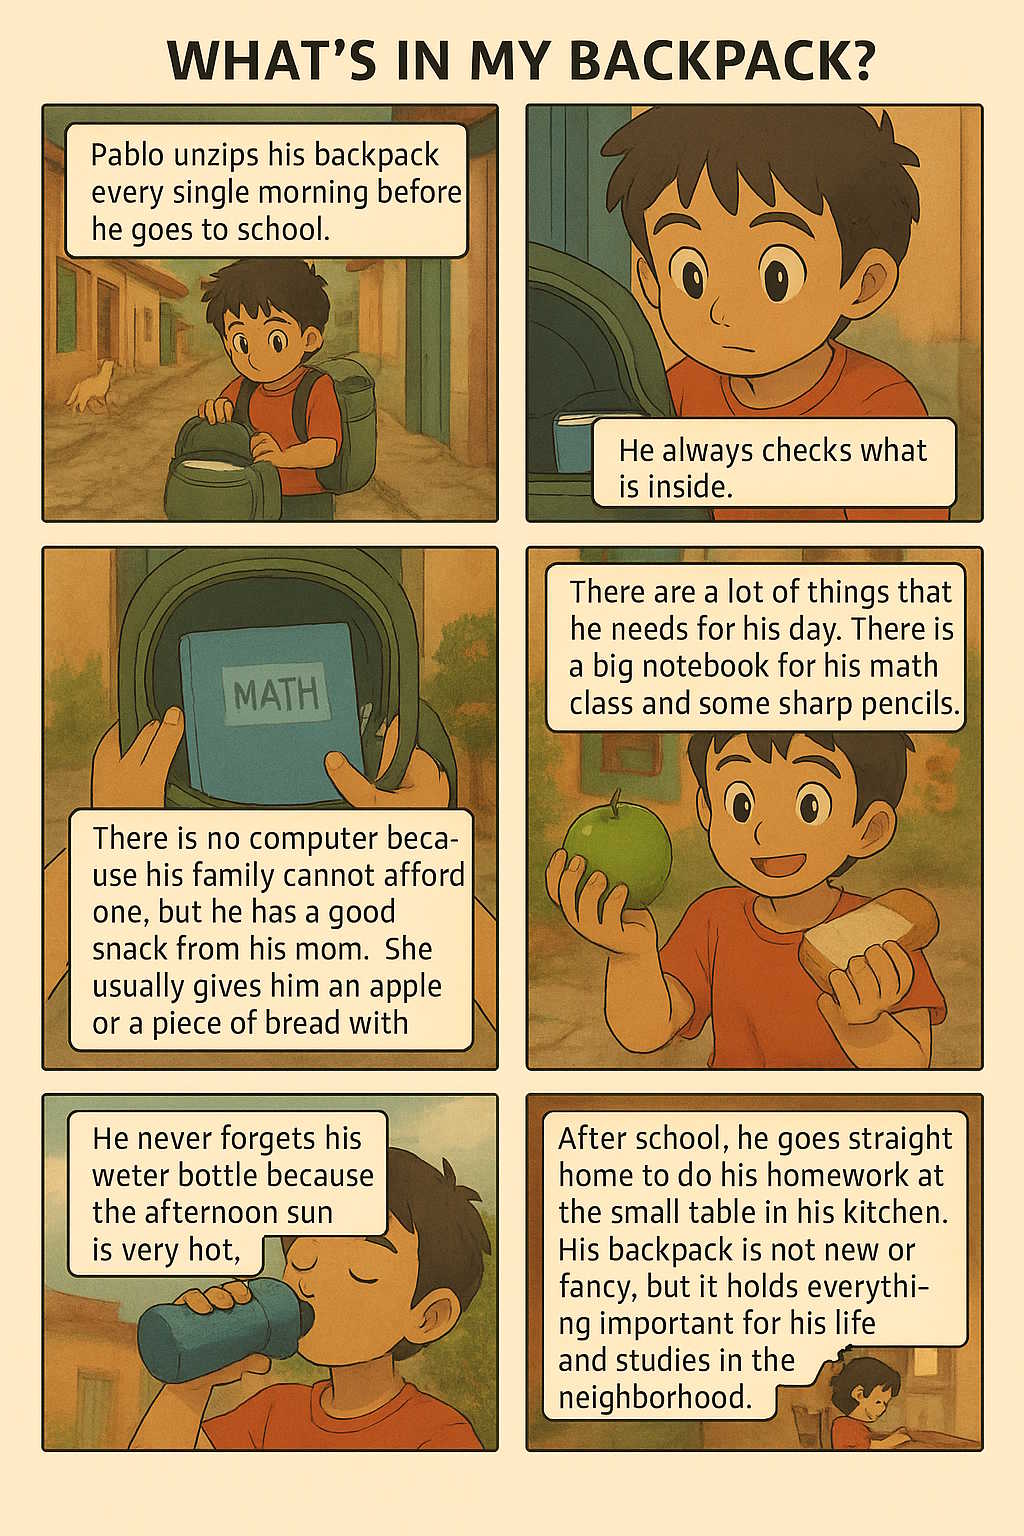 WHAT'S IN MY BACKPACK?
Pablo unzips his backpack
every single morning before
he goes to school.
He always checks what
is inside.
MATH
There is no computer beca-
use his family cannot afford
one, but he has a good
snack from his mom. She
usually gives him an apple
or a piece of bread with
There are a lot of things that
he needs for his day. There is
a big notebook for his math
class and some sharp pencils.
He never forgets his
weter bottle because
the afternoon sun
is very hot,
After school, he goes straight
home to do his homework at
the small table in his kitchen.
His backpack is not new or
fancy, but it holds everythi-
ng important for his life
and studies in the
neighborhood.